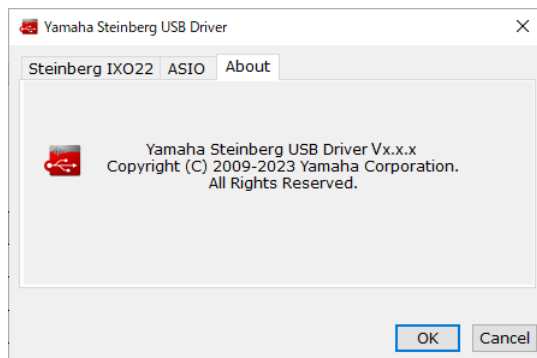 Yamaha Steinberg USB Driver
Steinberg IXO22 ASIO About
Yamaha Steinberg USB Driver Vx.x.x
Copyright (C) 2009-2023 Yamaha Corporation.
All Rights Reserved.
OK Cancel